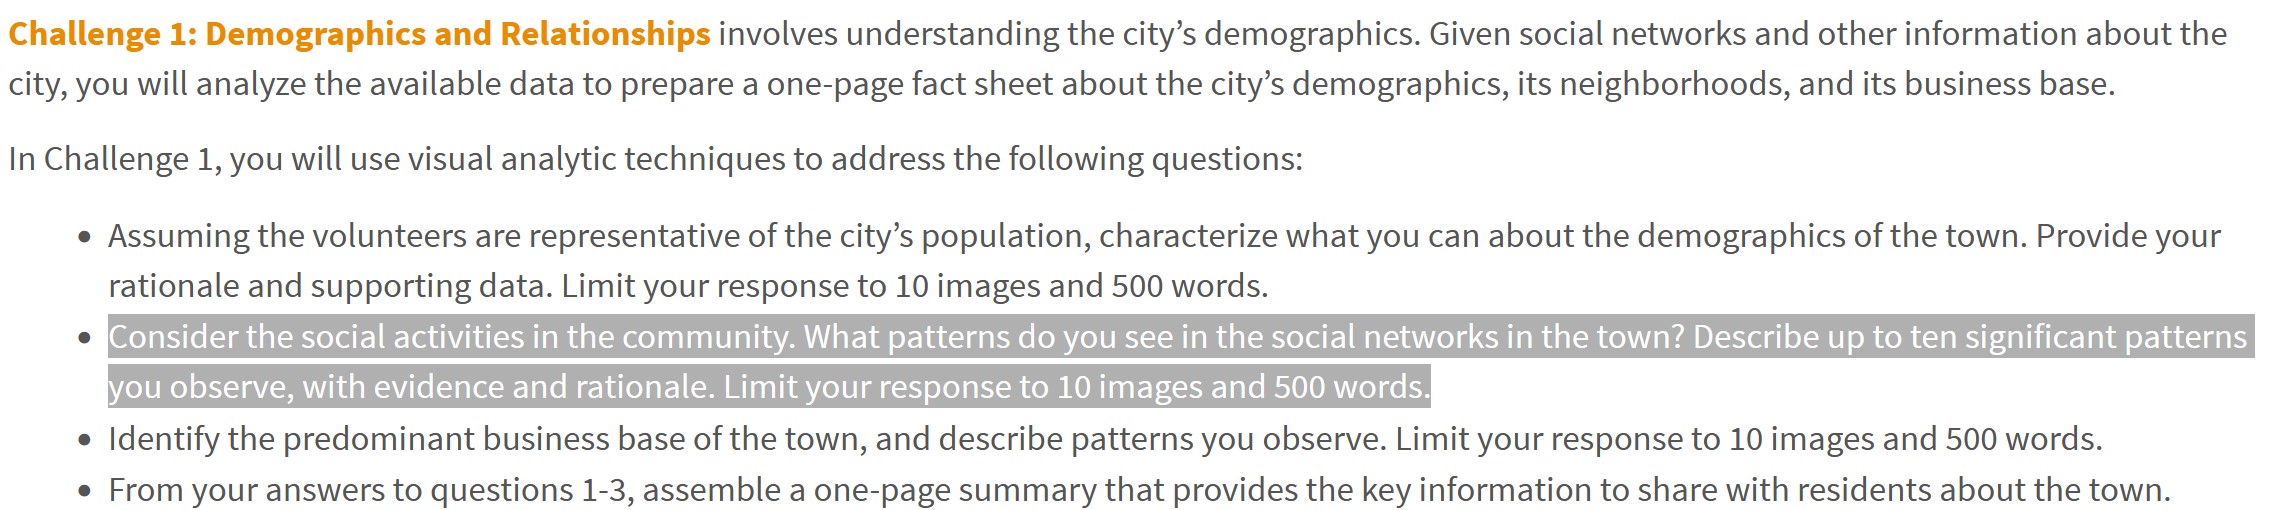 Challenge 1: Demographics and Relationships involves understanding the city’s demographics. Given social networks and other information about the
city, you will analyze the available data to prepare a one-page fact sheet about the city’s demographics, its neighborhoods, and its business base.
In Challenge 1, you will use visual analytic techniques to address the following questions:
• Assuming the volunteers are representative of the city’s population, characterize what you can about the demographics of the town. Provide your
rationale and supporting data. Limit your response to 10 images and 500 words.
• Consider the social activities in the community. What patterns do you see in the social networks in the town? Describe up to ten significant patterns
you observe, with evidence and rationale. Limit your response to 10 images and 500 words.
• Identify the predominant business base of the town, and describe patterns you observe. Limit your response to 10 images and 500 words.
• From your answers to questions 1-3, assemble a one-page summary that provides the key information to share with residents about the town.